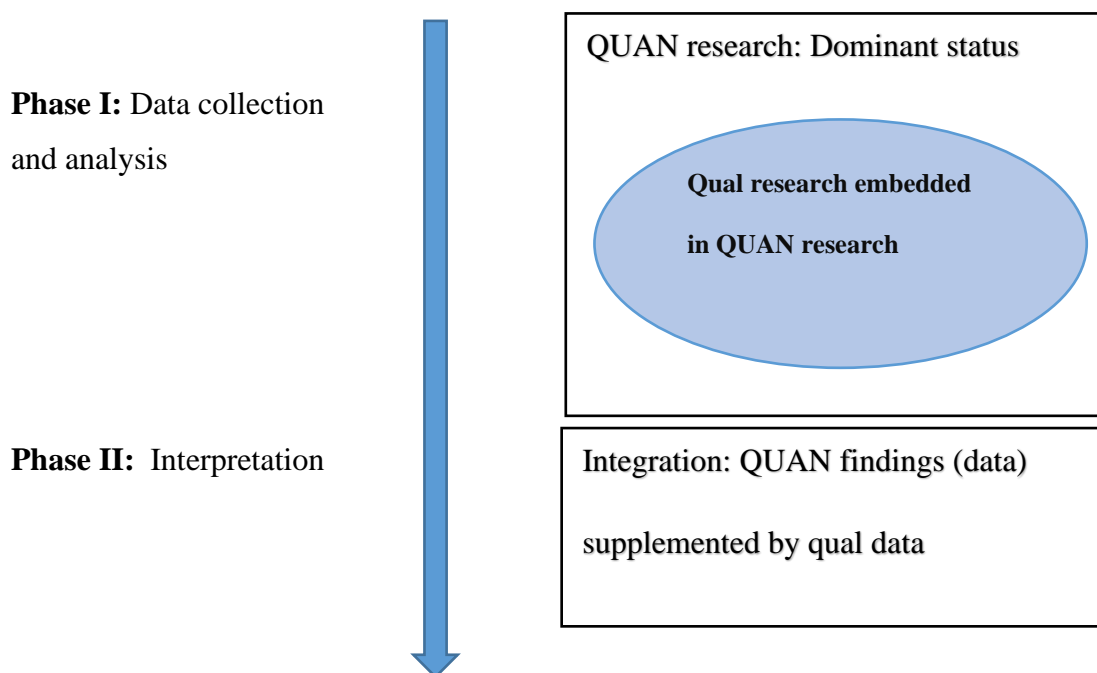 QUAN research: Dominant status
Phase I: Data collection
and analysis
Qual research embedded
in QUAN research
Phase II:  Interpretation
Integration: QUAN findings (data)
supplemented by qual data